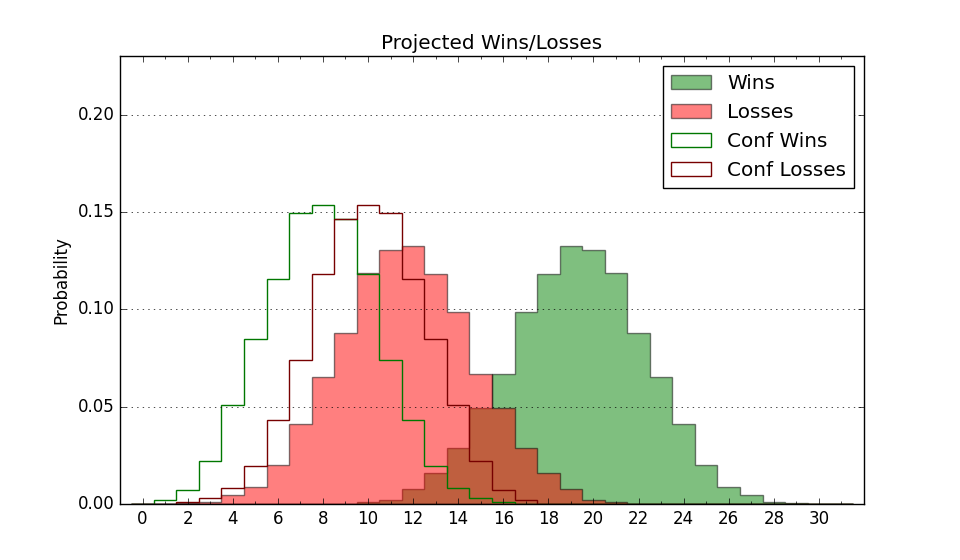 Projected Wins/Losses
Wins
Losses
Conf Wins
Conf Losses
Probability
0.20
0.15
0.10
0.05
0.00
0 2 4 6 8 10 12 14 16 18 20 22 24 26 28 30